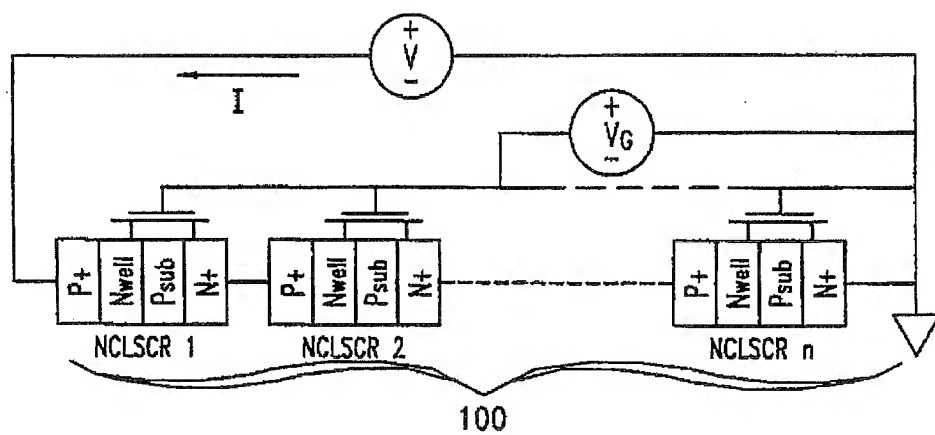 +
V
−
I
+
VG
−
P+ Nwell Psub N+
P+ Nwell Psub N+
P+ Nwell Psub N+
NCLSCR 1
NCLSCR 2
NCLSCR n
100